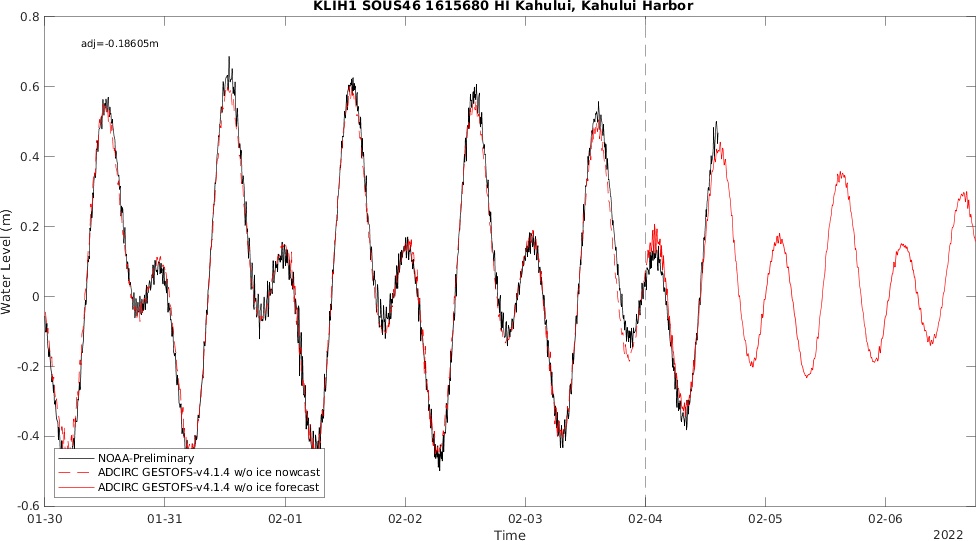 KLIH1 SOUS46 1615680 HI Kahului, Kahului Harbor
adj=-0.18605m
0.8
0.6
0.4
0.2
0
-0.2
-0.4
-0.6
Water Level (m)
NOAA-Preliminary
ADCIRC GESTOFS-v4.1.4 w/o ice nowcast
ADCIRC GESTOFS-v4.1.4 w/o ice forecast
01-30 01-31 02-01 02-02 02-03 02-04 02-05 02-06
Time
2022